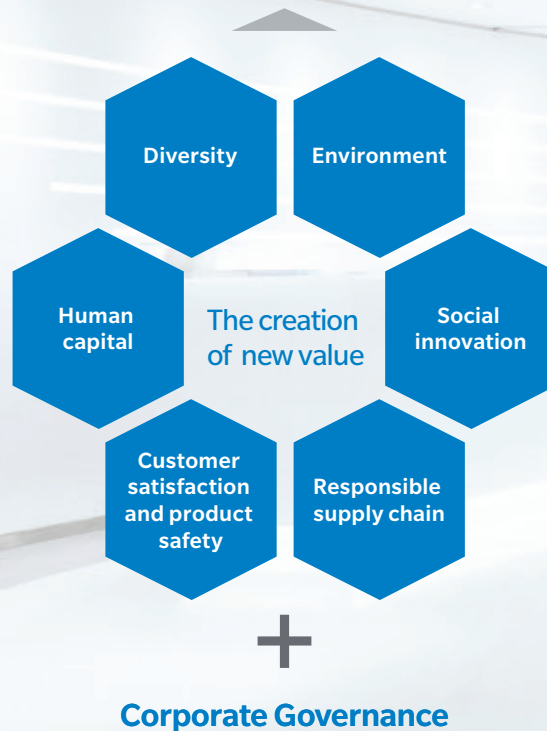 Diversity
Environment
Human
capital
The creation
of new value
Social
innovation
Customer
satisfaction
and product
safety
Responsible
supply chain
+
Corporate Governance